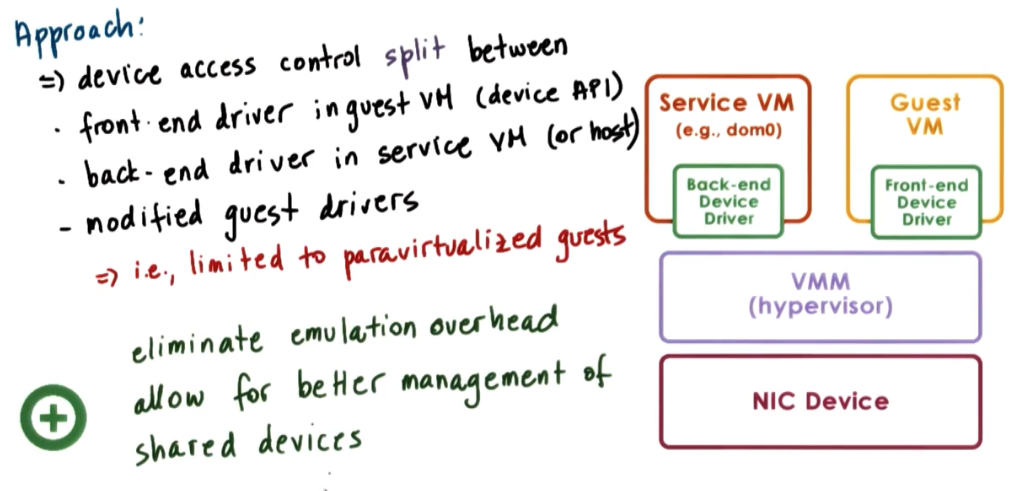 Approach:
=> device access control split between
· front-end driver in guest VM (device API)
· back-end driver in service VM (or host)
- modified guest drivers
=> i.e., limited to paravirtualized guests
+
eliminate emulation overhead
allow for better management of
shared devices
Service VM
(e.g., dom0)
Back-end
Device
Driver
Guest
VM
Front-end
Device
Driver
VMM
(hypervisor)
NIC Device